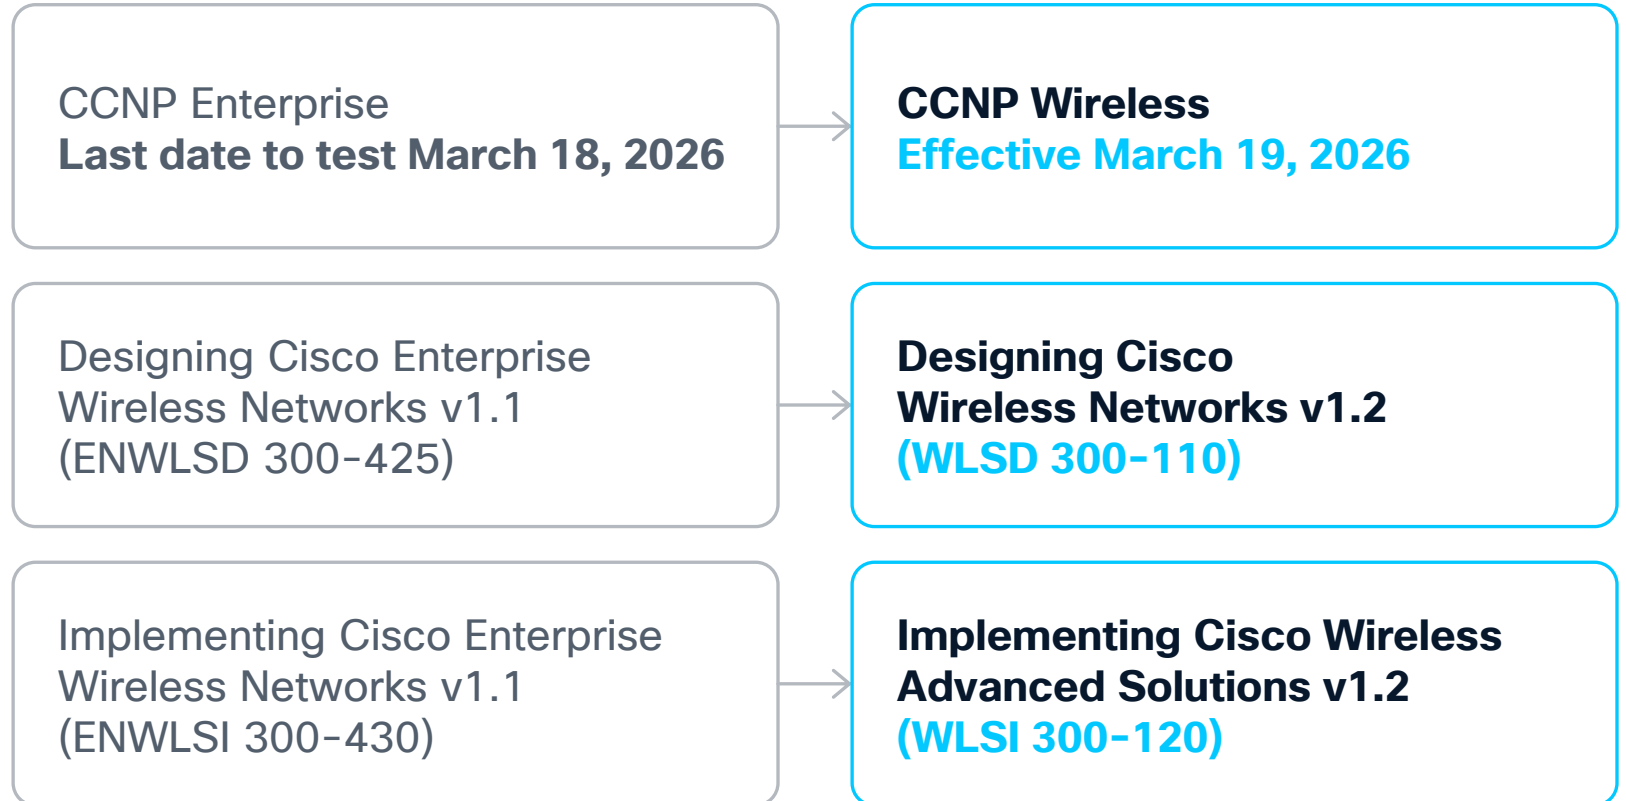 CCNP Enterprise
Last date to test March 18, 2026
CCNP Wireless
Effective March 19, 2026
Designing Cisco Enterprise
Wireless Networks v1.1
(ENWLSD 300-425)
Designing Cisco
Wireless Networks v1.2
(WLSD 300-110)
Implementing Cisco Enterprise
Wireless Networks v1.1
(ENWLSI 300-430)
Implementing Cisco Wireless
Advanced Solutions v1.2
(WLSI 300-120)